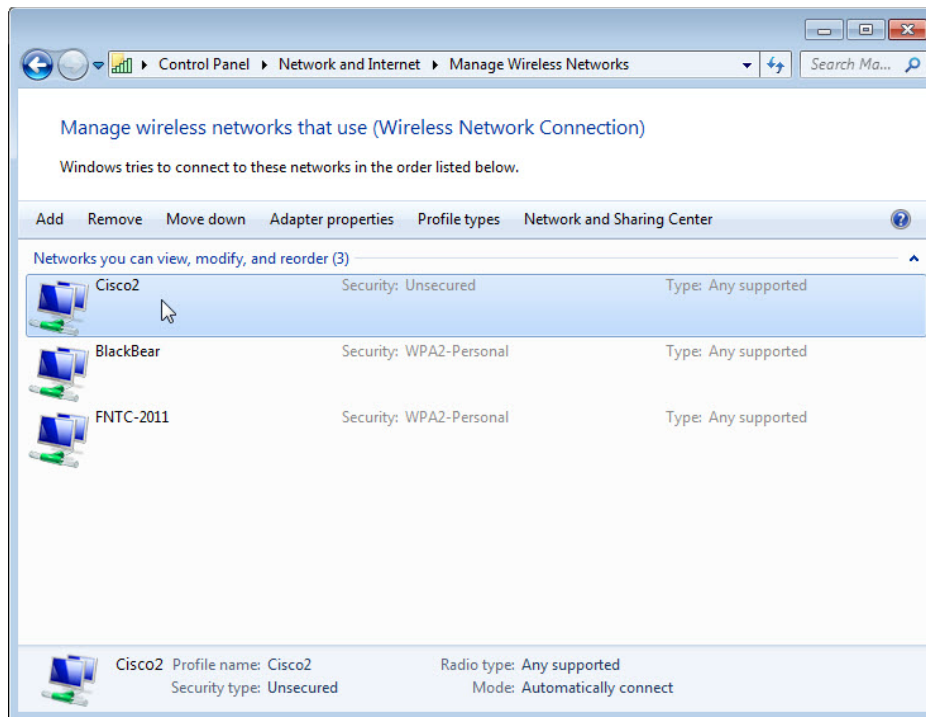 Control Panel Network and Internet Manage Wireless Networks Search Ma...
Manage wireless networks that use (Wireless Network Connection)
Windows tries to connect to these networks in the order listed below.
Add Remove Move down Adapter properties Profile types Network and Sharing Center ?
Networks you can view, modify, and reorder (3)
Cisco2 Security: Unsecured Type: Any supported
BlackBear Security: WPA2-Personal Type: Any supported
FNTC-2011 Security: WPA2-Personal Type: Any supported
Cisco2 Profile name: Cisco2 Radio type: Any supported
Security type: Unsecured Mode: Automatically connect